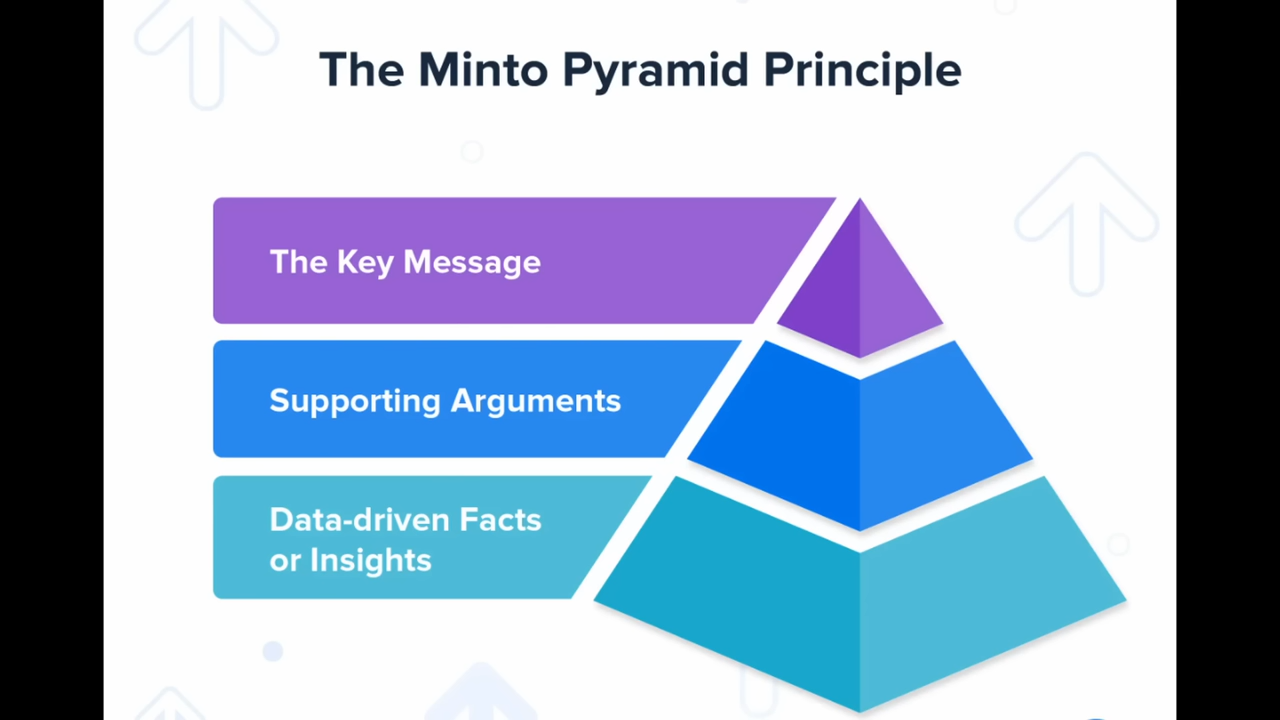 The Minto Pyramid Principle
The Key Message
Supporting Arguments
Data-driven Facts
or Insights